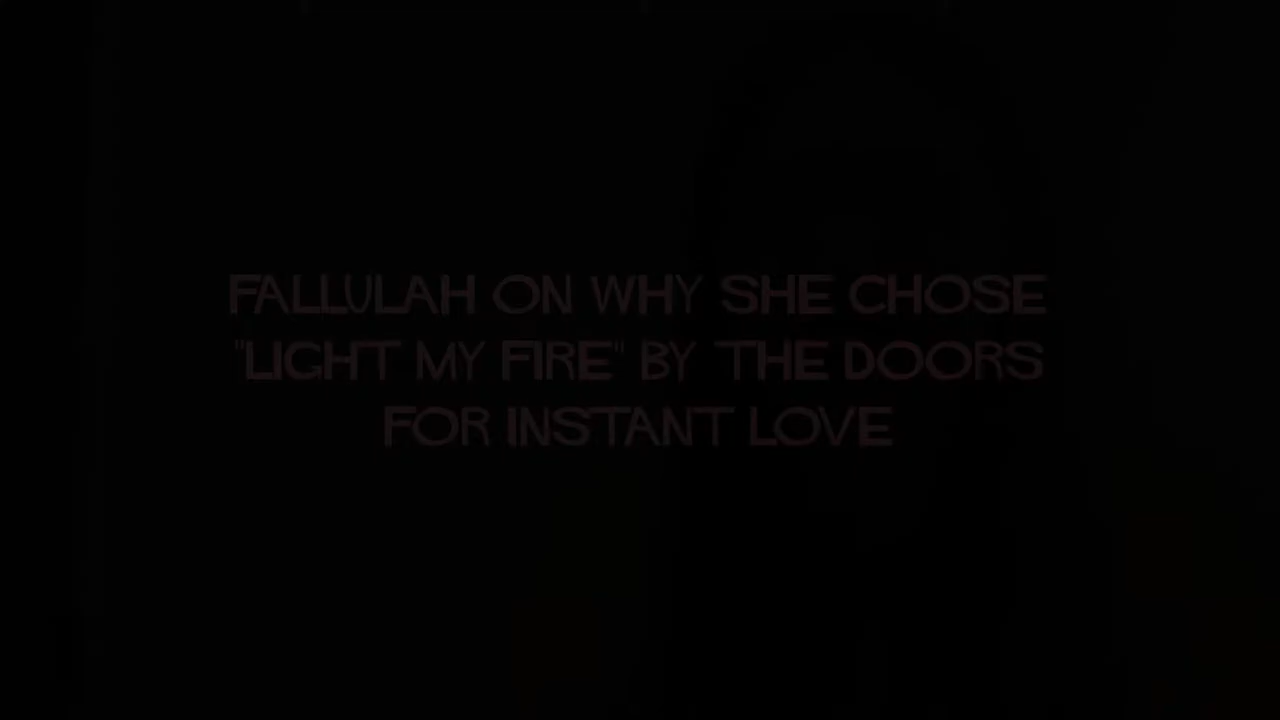 FALLULAH ON WHY SHE CHOSE
"LIGHT MY FIRE" BY THE DOORS
FOR INSTANT LOVE